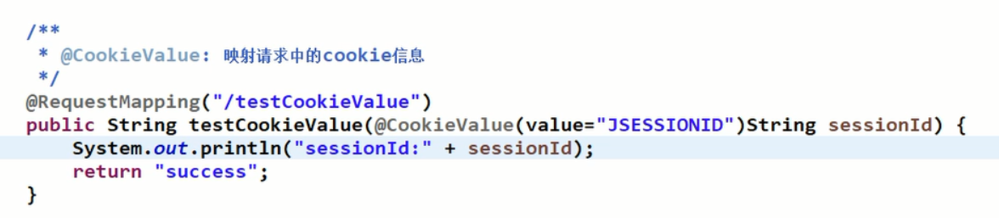 /**
 * @CookieValue: 映射请求中的cookie信息
 */
@RequestMapping("/testCookieValue")
public String testCookieValue(@CookieValue(value="JSESSIONID")String sessionId) {
    System.out.println("sessionId:" + sessionId);
    return "success";
}